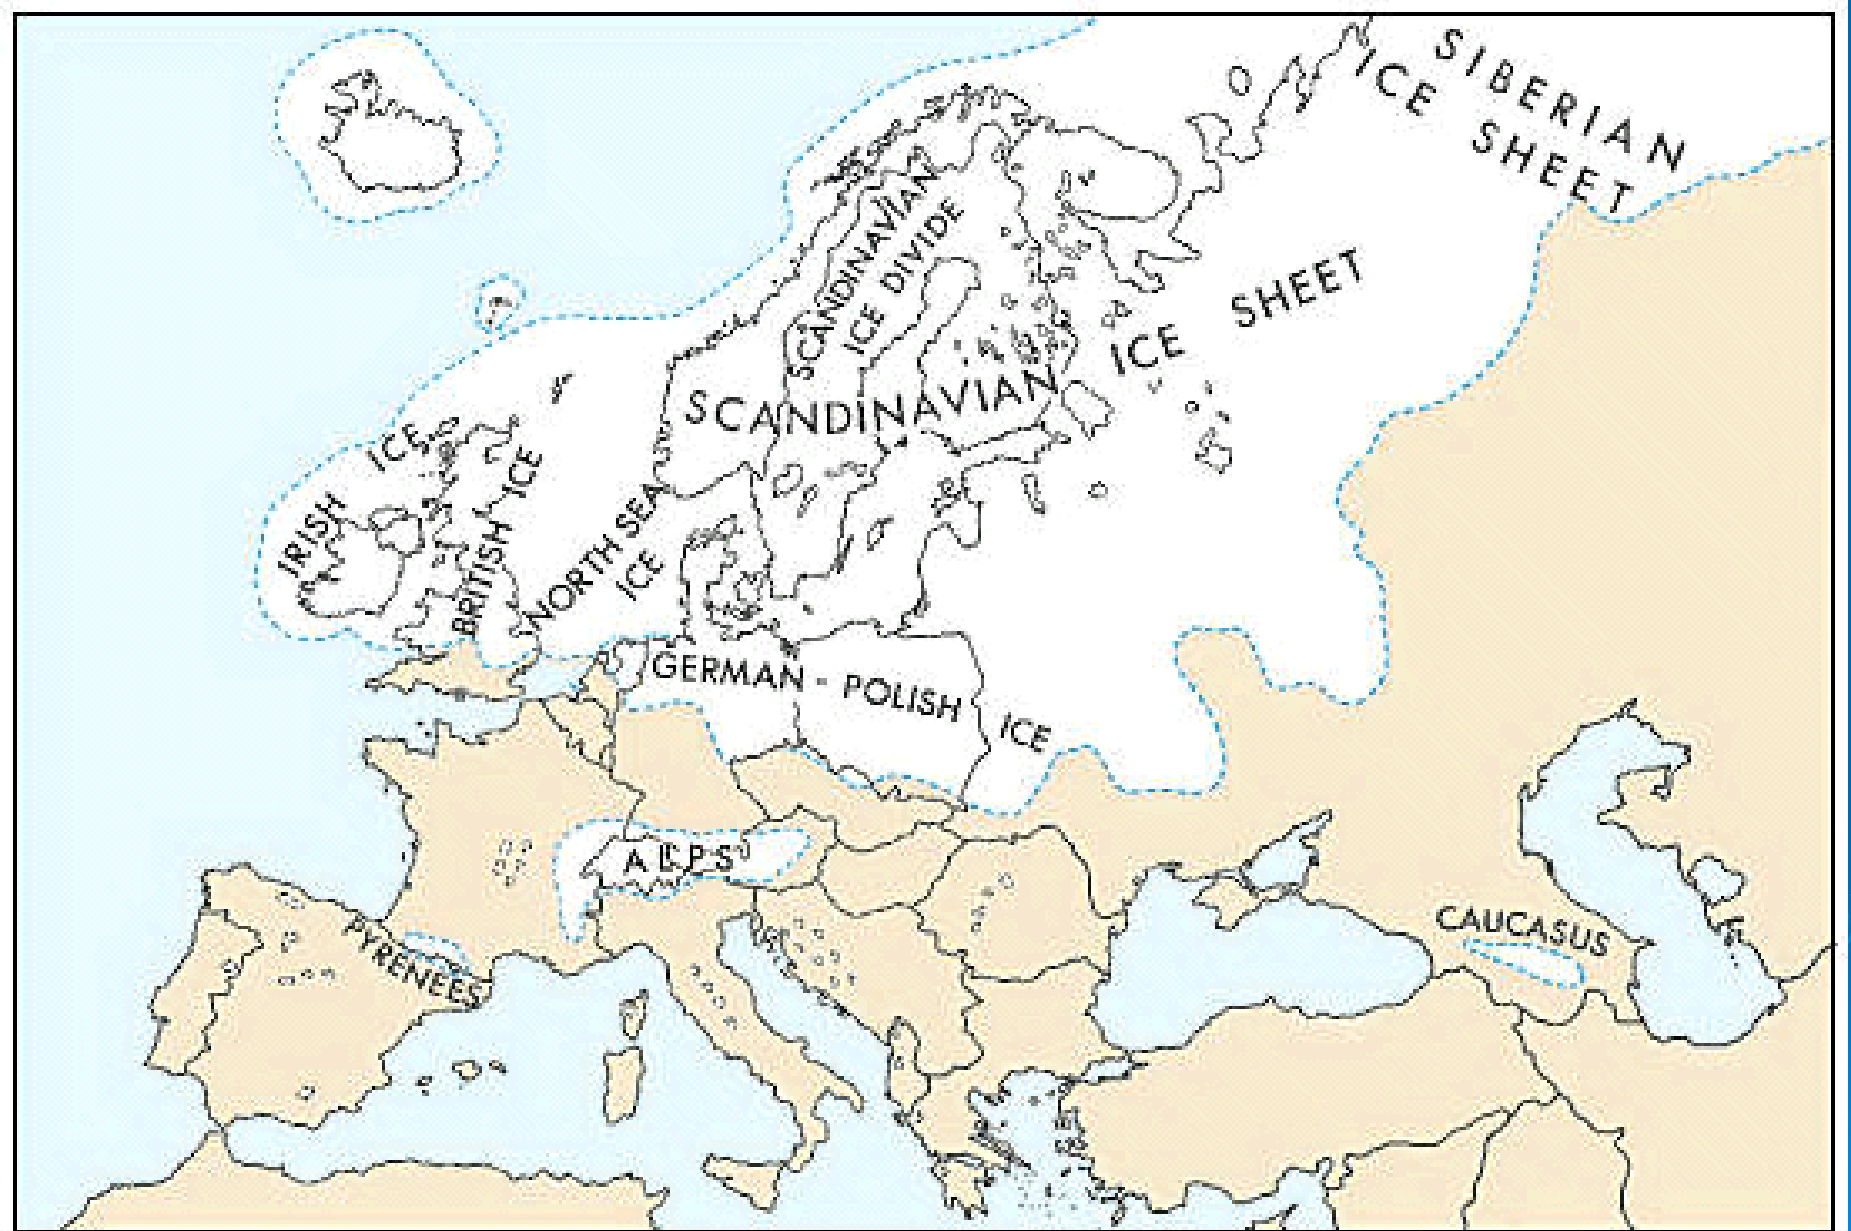 SIBERIAN
ICE SHEET
SCANDINAVIAN
ICE DIVIDE
SCANDINAVIAN ICE SHEET
IRISH ICE
BRITISH ICE
NORTH SEA
ICE
GERMAN - POLISH ICE
ALPS
PYRENEES
CAUCASUS